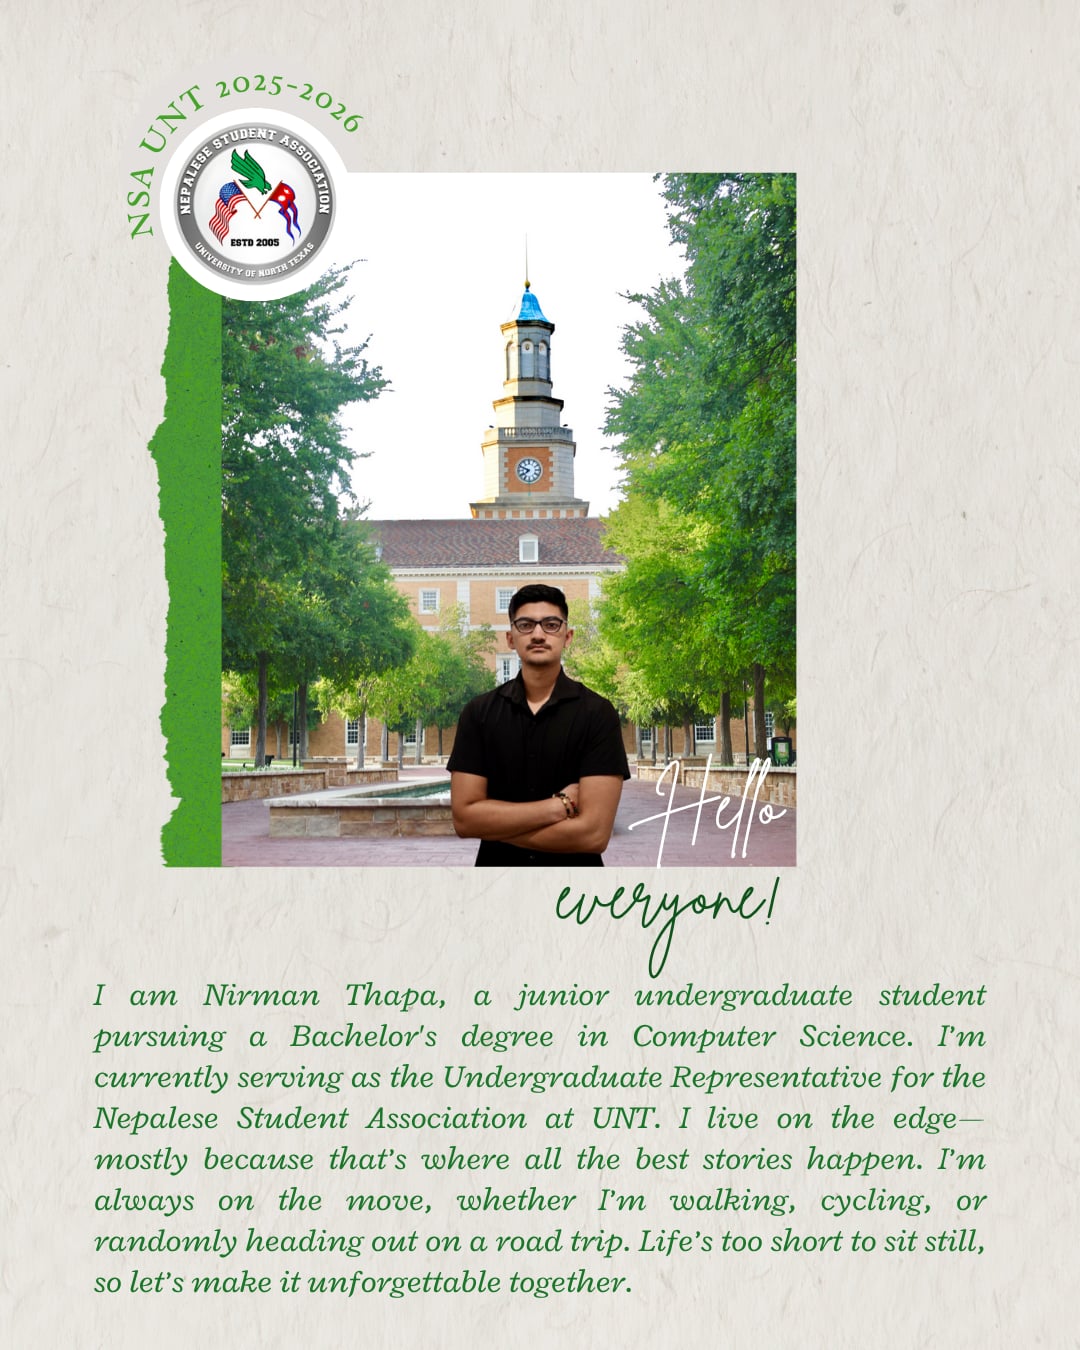 NSA UNT 2025-2026
NEPALESE STUDENT ASSOCIATION
ESTD 2005
UNIVERSITY OF NORTH TEXAS
Hello
everyone!
I am Nirman Thapa, a junior undergraduate student
pursuing a Bachelor's degree in Computer Science. I’m
currently serving as the Undergraduate Representative for the
Nepalese Student Association at UNT. I live on the edge—
mostly because that’s where all the best stories happen. I’m
always on the move, whether I’m walking, cycling, or
randomly heading out on a road trip. Life’s too short to sit still,
so let’s make it unforgettable together.